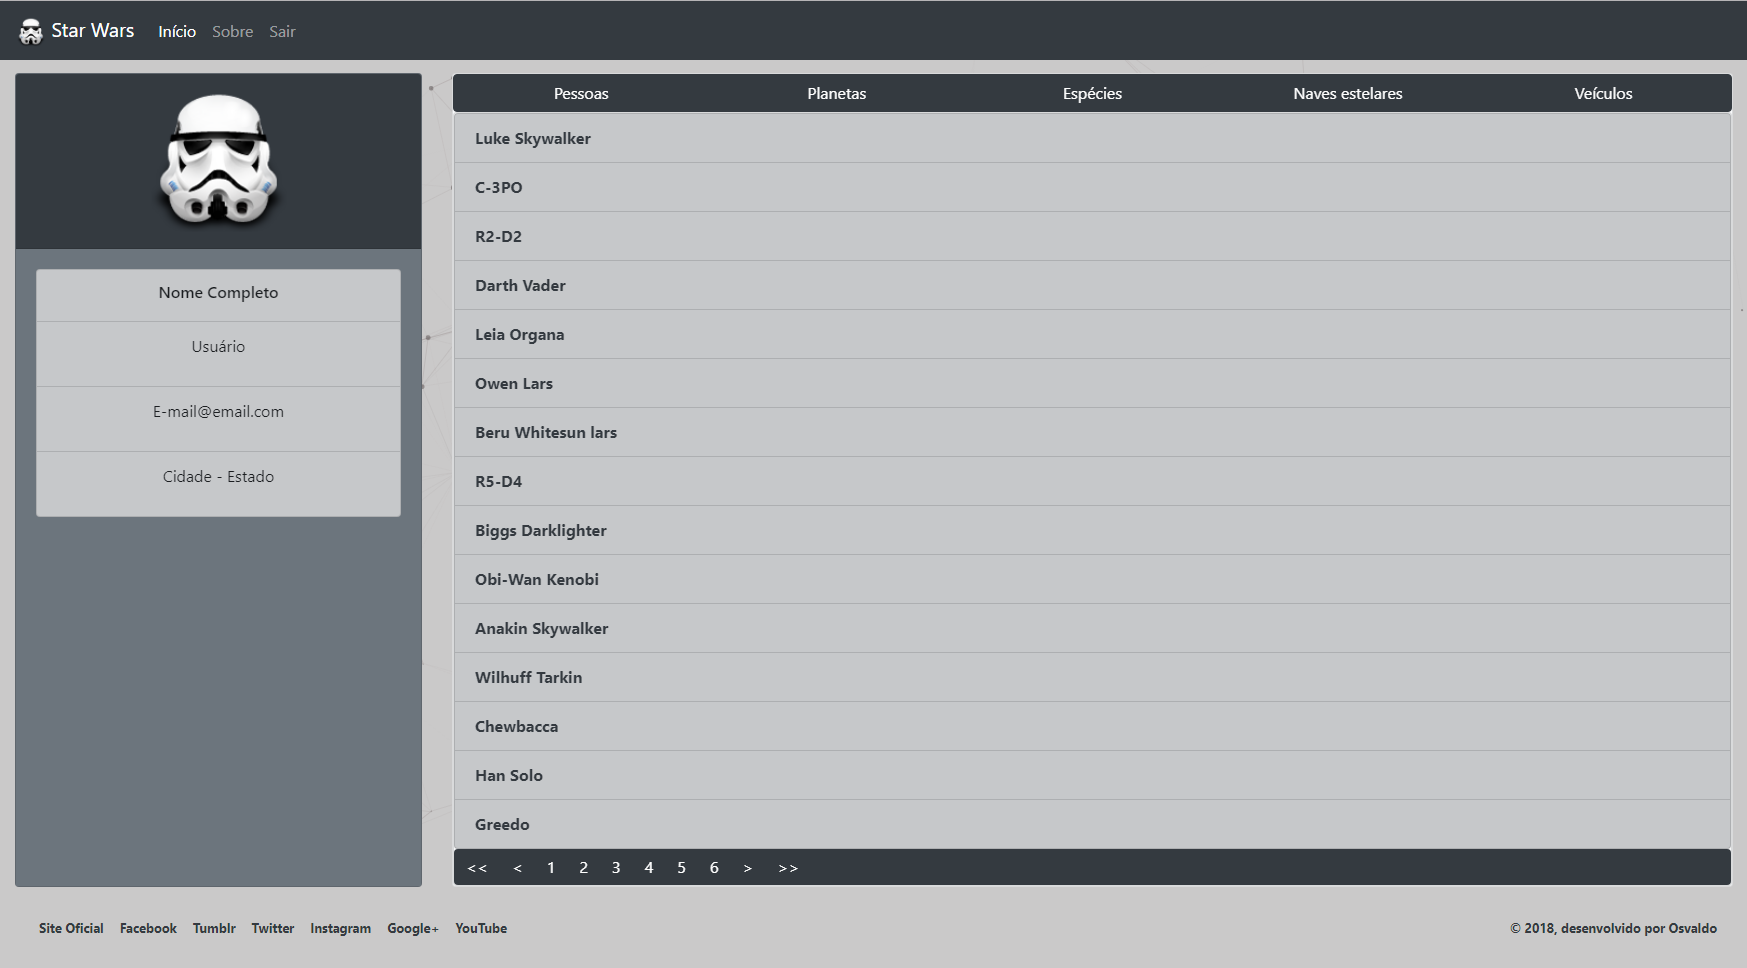 Star Wars Início Sobre Sair
Nome Completo
Usuário
E-mail@email.com
Cidade - Estado
Pessoas Planetas Espécies Naves estelares Veículos
Luke Skywalker
C-3PO
R2-D2
Darth Vader
Leia Organa
Owen Lars
Beru Whitesun lars
R5-D4
Biggs Darklighter
Obi-Wan Kenobi
Anakin Skywalker
Wilhuff Tarkin
Chewbacca
Han Solo
Greedo
<< < 1 2 3 4 5 6 > >>
Site Oficial Facebook Tumblr Twitter Instagram Google+ YouTube
© 2018, desenvolvido por Osvaldo